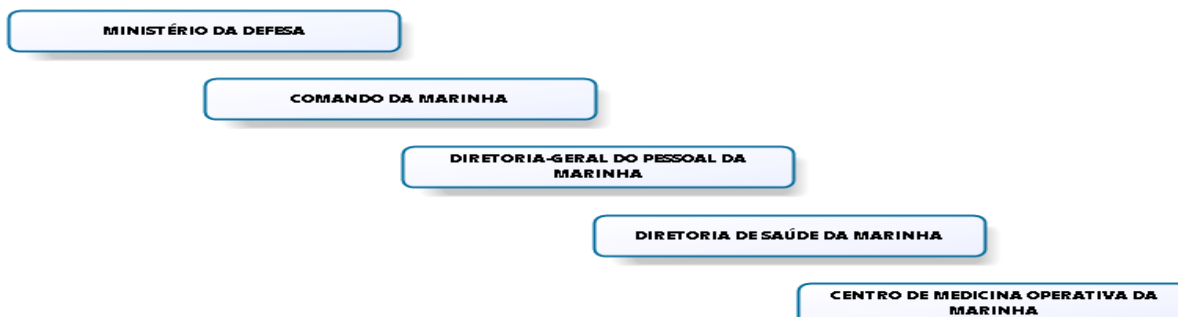 MINISTÉRIO DA DEFESA
COMANDO DA MARINHA
DIRETORIA-GERAL DO PESSOAL DA
MARINHA
DIRETORIA DE SAÚDE DA MARINHA
CENTRO DE MEDICINA OPERATIVA DA
MARINHA